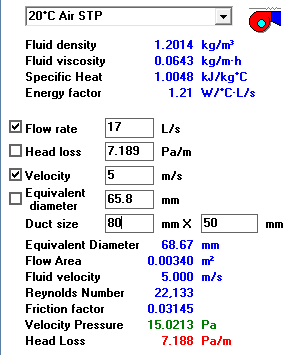 20°C Air STP
Fluid density 1.2014 kg/m³
Fluid viscosity 0.0643 kg/m·h
Specific Heat 1.0048 kJ/kg°C
Energy factor 1.21 W/°C·L/s
Flow rate 17 L/s
Head loss 7.189 Pa/m
Velocity 5 m/s
Equivalent
diameter 65.8 mm
Duct size 80 mm X 50 mm
Equivalent Diameter 68.67 mm
Flow Area 0.00340 m²
Fluid velocity 5.000 m/s
Reynolds Number 22,133
Friction factor 0.03145
Velocity Pressure 15.0213 Pa
Head Loss 7.188 Pa/m